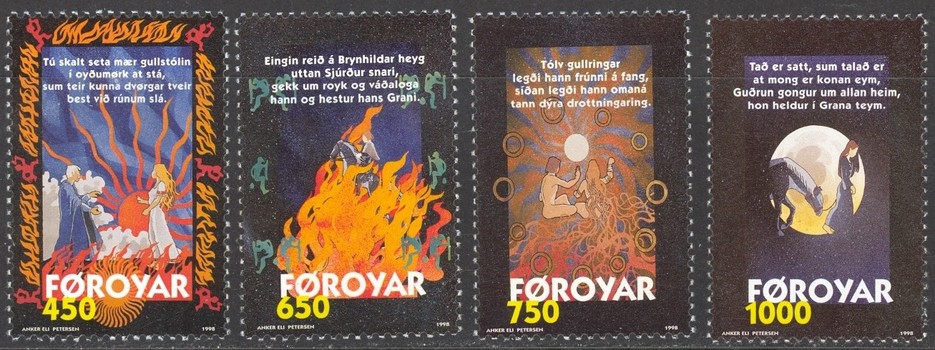 Tú skalt seta mær gullstólin
í oyðumørk at stá,
sum teir kunna dvørgar tveir
best við rúnum slá.
FØROYAR
450
ANKER ELI PETERSEN
1998
Eingin reið á Brynhildar heyg
uttan Sjúrður snari,
gekk um royk og váðaloga
hann og hestur hans Grani.
FØROYAR
650
ANKER ELI PETERSEN
1998
Tólv gullringar
legði hann frúnni á fang,
síðan legði hann omaná
tann dýra drottningaring.
FØROYAR
750
ANKER ELI PETERSEN
1998
Tað er satt, sum talað er
at mong er konan eym,
Guðrun gongur um allan heim,
hon heldur í Grana teym.
FØROYAR
1000
ANKER ELI PETERSEN
1998